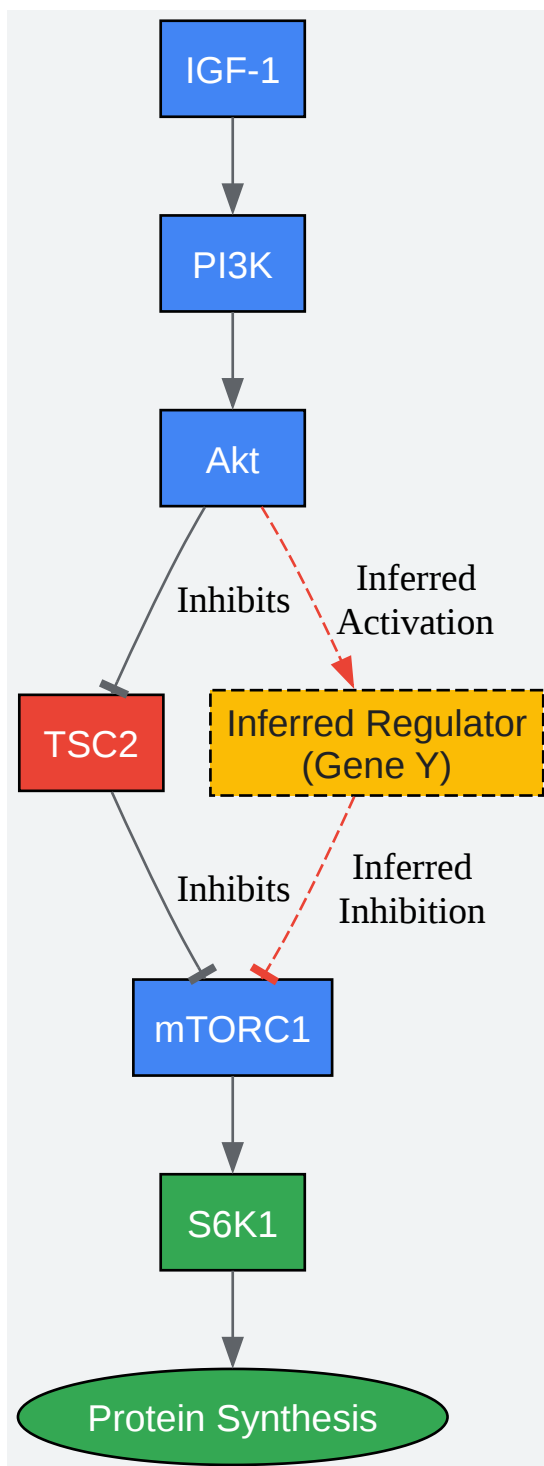 IGF-1
PI3K
Akt
Inhibits
Inferred
Activation
TSC2
Inferred Regulator
(Gene Y)
Inhibits
Inferred
Inhibition
mTORC1
S6K1
Protein Synthesis